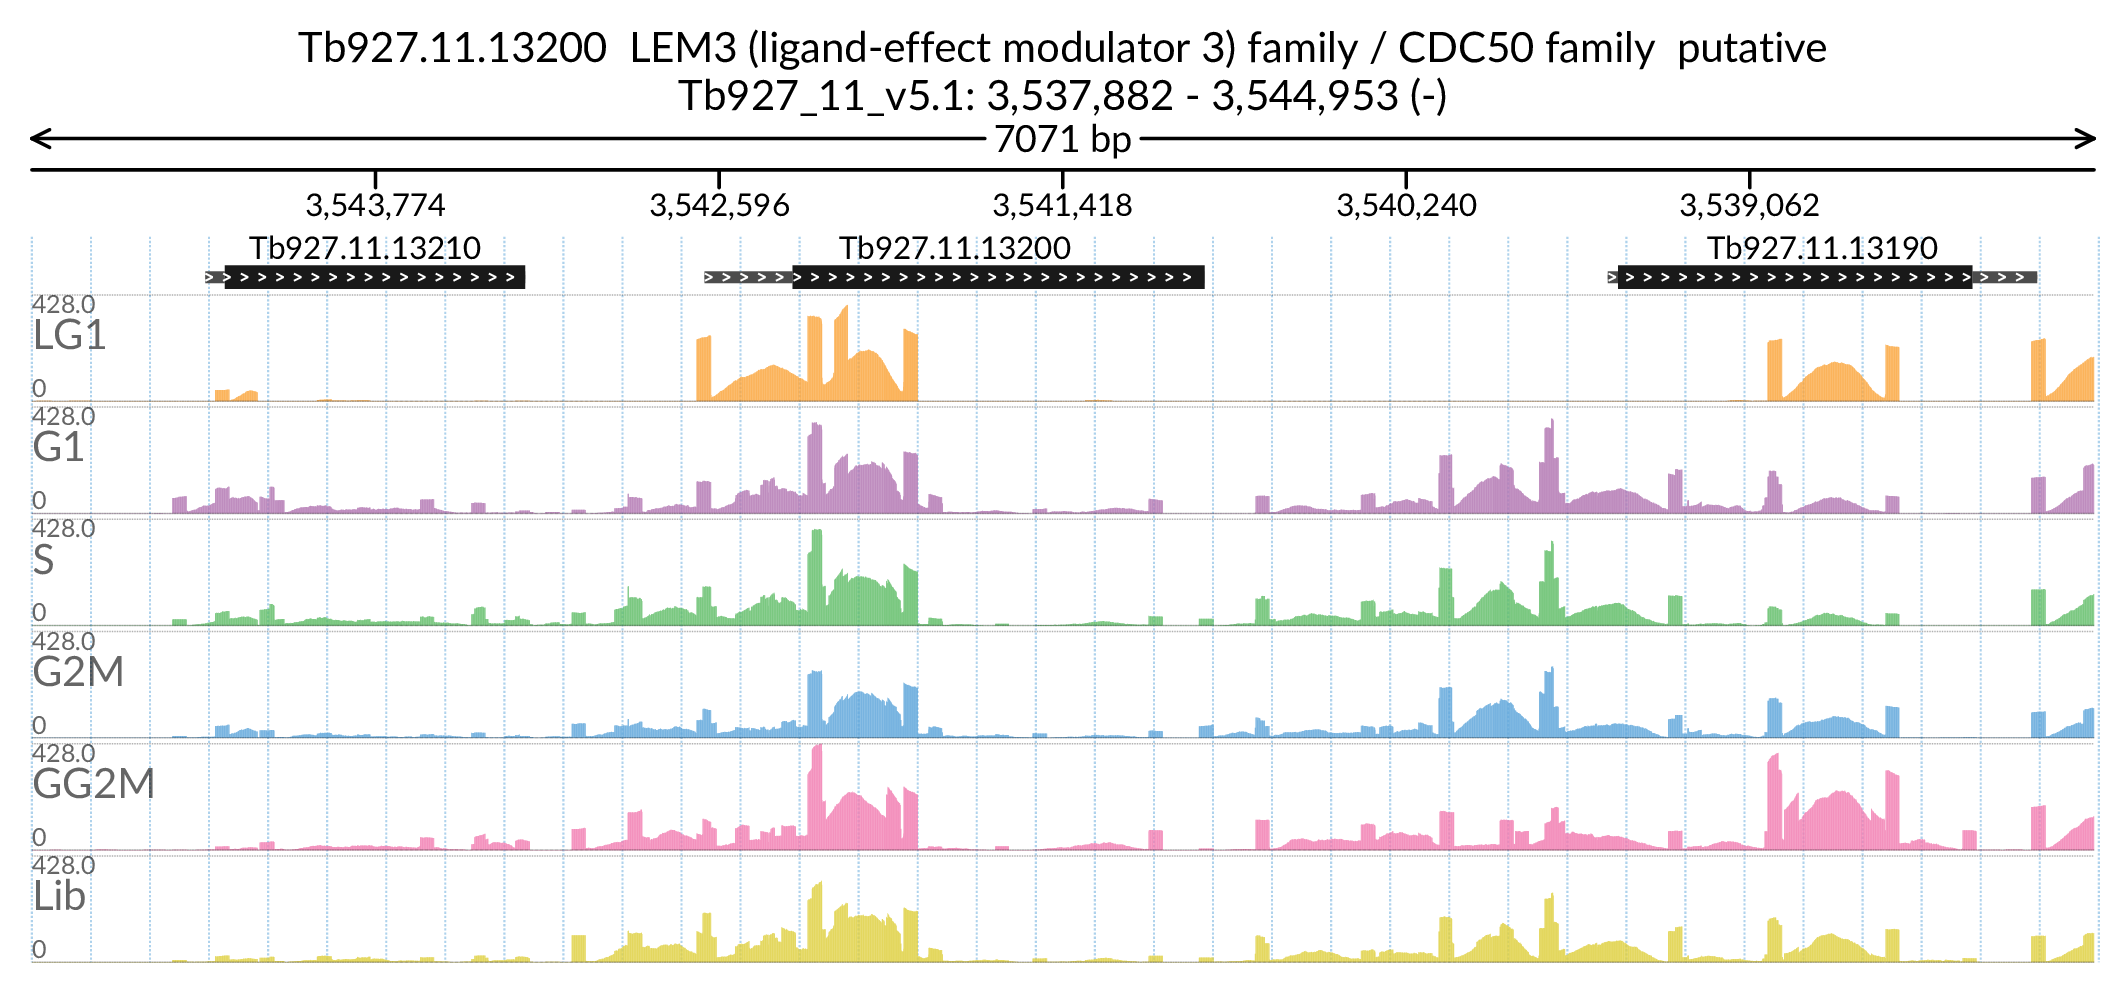 Tb927.11.13200  LEM3 (ligand-effect modulator 3) family / CDC50 family  putative
Tb927_11_v5.1: 3,537,882 - 3,544,953 (-)
7071 bp
3,543,774 3,542,596 3,541,418 3,540,240 3,539,062
Tb927.11.13210 Tb927.11.13200 Tb927.11.13190
428.0
LG1
0
428.0
G1
0
428.0
S
0
428.0
G2M
0
428.0
GG2M
0
428.0
Lib
0